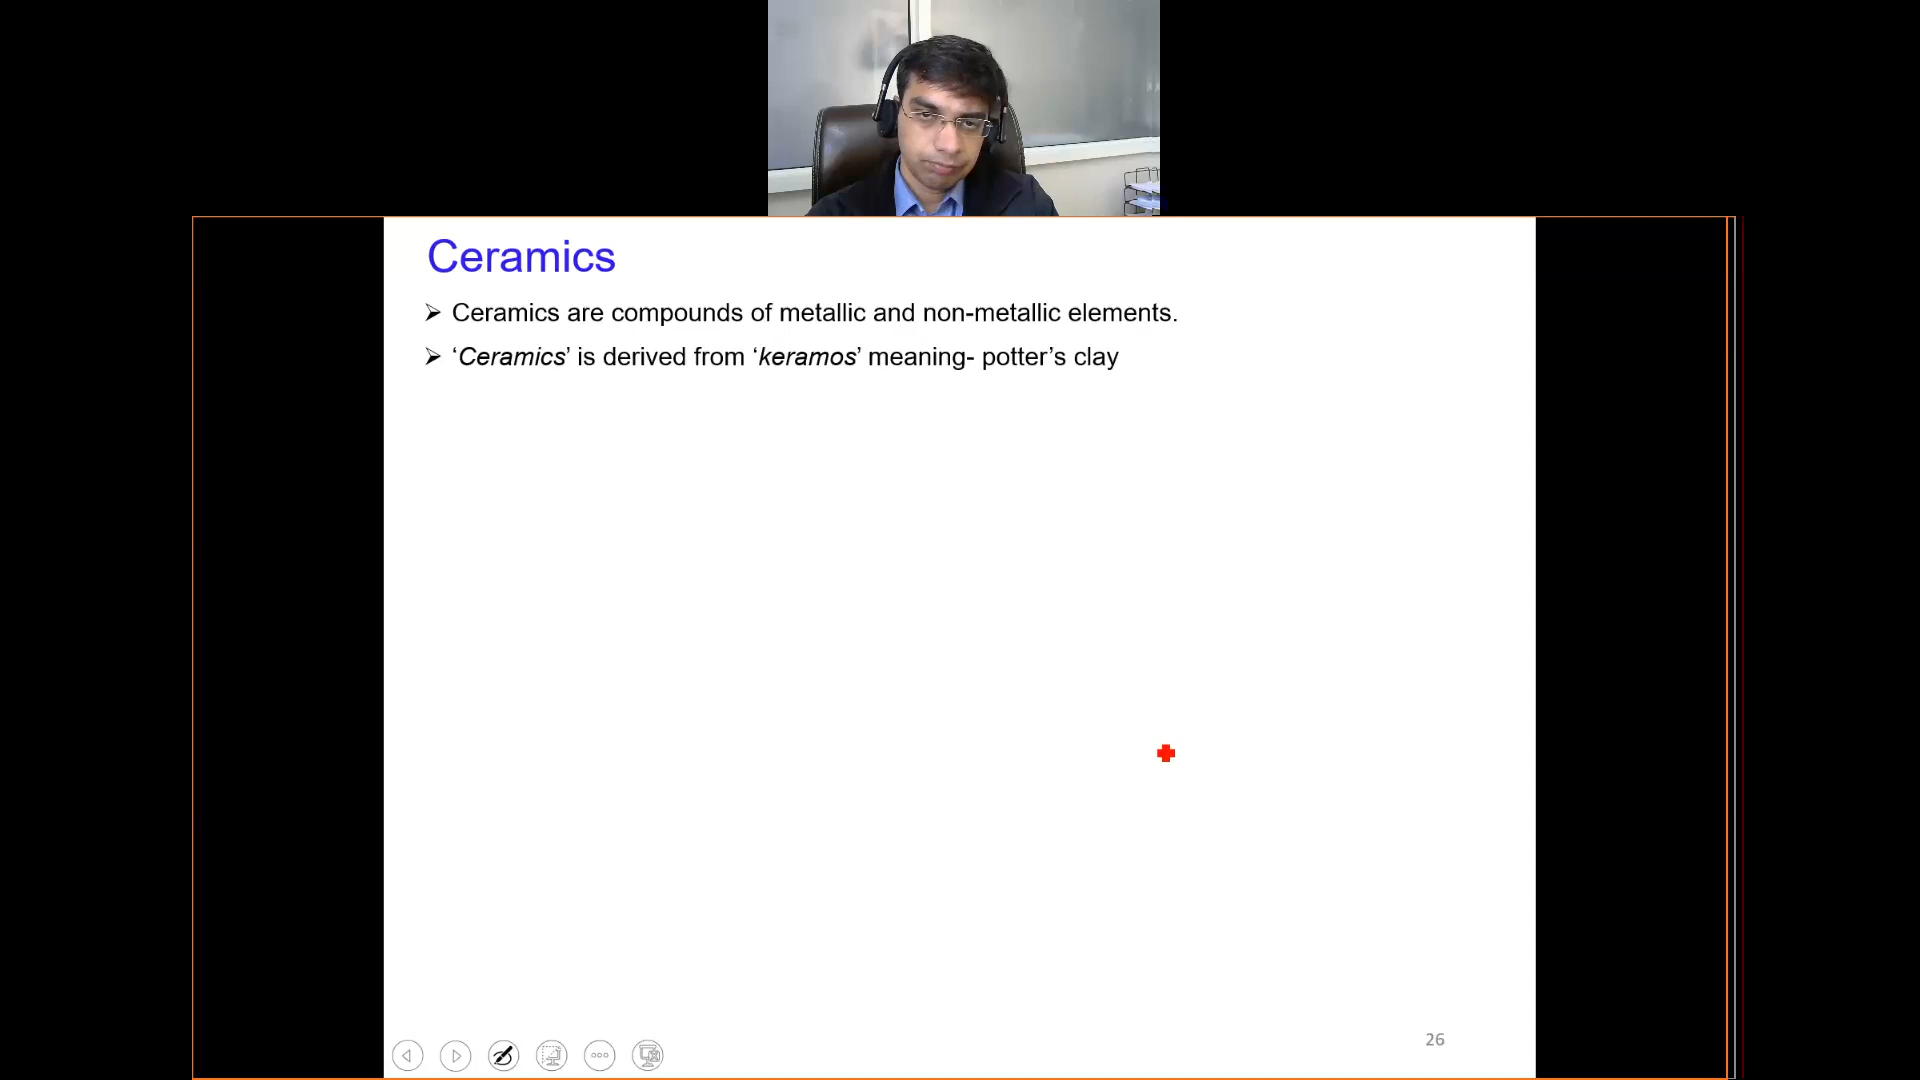 Ceramics
➢ Ceramics are compounds of metallic and non-metallic elements.
➢ ‘Ceramics’ is derived from ‘keramos’ meaning- potter’s clay
26